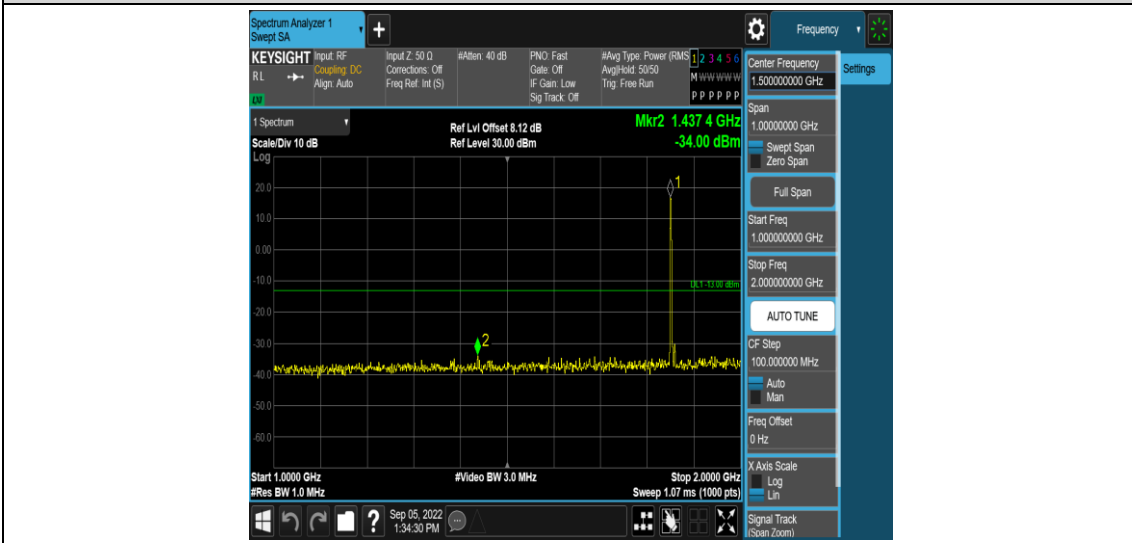 Spectrum Analyzer 1
Swept SA
+
Frequency
KEYSIGHT
RL
LXI
Input: RF
Coupling: DC
Align: Auto
Input Z: 50 Ω
Corrections: Off
Freq Ref: Int (S)
#Atten: 40 dB
PNO: Fast
Gate: Off
IF Gain: Low
Sig Track: Off
#Avg Type: Power (RMS
Avg|Hold: 50/50
Trig: Free Run
1 2 3 4 5 6
M W W W W W
P P P P P P
1 Spectrum
Scale/Div 10 dB
Log
Ref Lvl Offset 8.12 dB
Ref Level 30.00 dBm
Mkr2 1.437 4 GHz
-34.00 dBm
20.0
10.0
0.00
-10.0
-20.0
-30.0
-40.0
-50.0
-60.0
1
DL1 -13.00 dBm
2
Start 1.0000 GHz
#Res BW 1.0 MHz
#Video BW 3.0 MHz
Stop 2.0000 GHz
Sweep 1.07 ms (1000 pts)
Sep 05, 2022
1:34:30 PM
?
Center Frequency
1.500000000 GHz
Settings
Span
1.00000000 GHz
Swept Span
Zero Span
Full Span
Start Freq
1.000000000 GHz
Stop Freq
2.000000000 GHz
AUTO TUNE
CF Step
100.000000 MHz
Auto
Man
Freq Offset
0 Hz
X Axis Scale
Log
Lin
Signal Track
(Span Zoom)